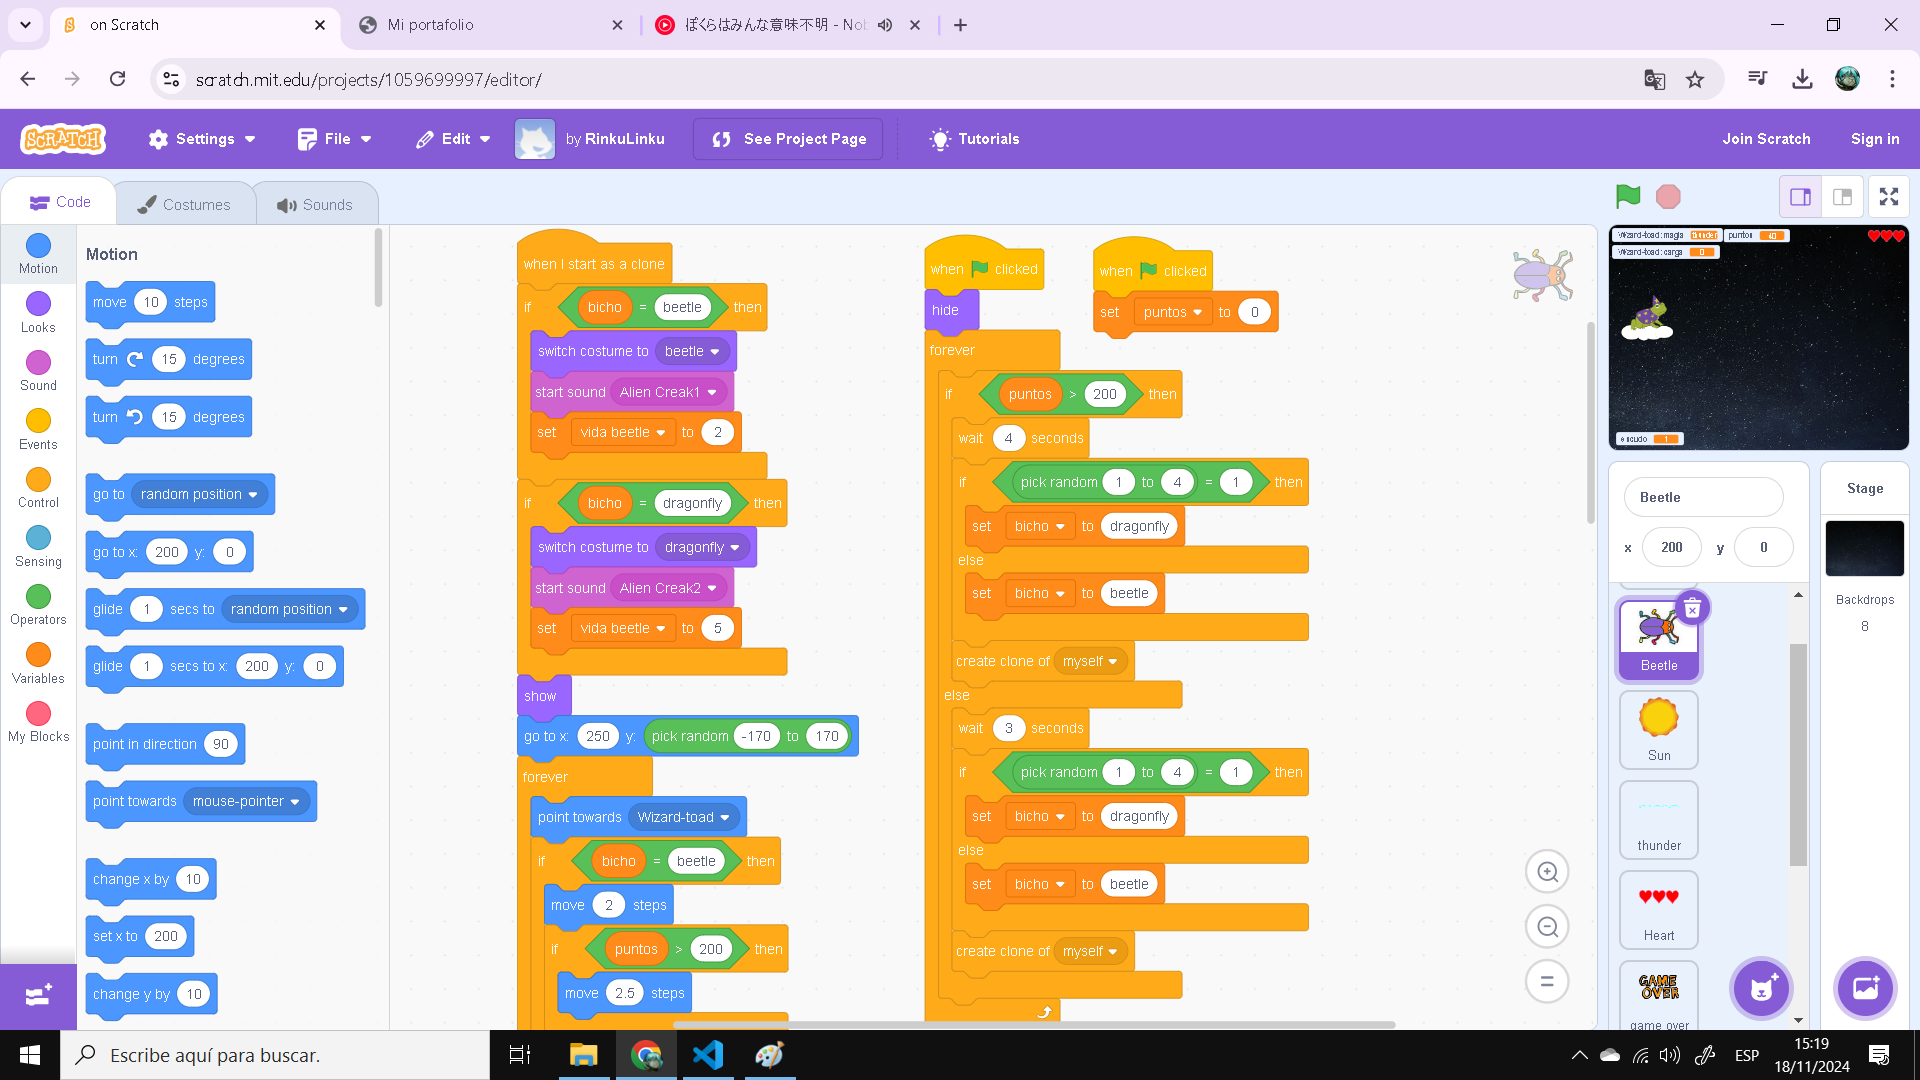 on Scratch
Mi portafolio
ぼくらはみんな意味不明 - Nob
scratch.mit.edu/projects/1059699997/editor/
SCRATCH
Settings
File
Edit
by RinkuLinku
See Project Page
Tutorials
Join Scratch
Sign in
Code
Costumes
Sounds
Motion
Looks
Sound
Events
Control
Sensing
Operators
Variables
My Blocks
Motion
move 10 steps
turn 15 degrees
turn 15 degrees
go to random position
go to x: 200 y: 0
glide 1 secs to random position
glide 1 secs to x: 200 y: 0
point in direction 90
point towards mouse-pointer
change x by 10
set x to 200
change y by 10
when I start as a clone
if bicho = beetle then
switch costume to beetle
start sound Alien Creak1
set vida beetle to 2
if bicho = dragonfly then
switch costume to dragonfly
start sound Alien Creak2
set vida beetle to 5
show
go to x: 250 y: pick random -170 to 170
forever
point towards Wizard-toad
if bicho = beetle then
move 2 steps
if puntos > 200 then
move 2.5 steps
when clicked
hide
forever
if puntos > 200 then
wait 4 seconds
if pick random 1 to 4 = 1 then
set bicho to dragonfly
else
set bicho to beetle
create clone of myself
else
wait 3 seconds
if pick random 1 to 4 = 1 then
set bicho to dragonfly
else
set bicho to beetle
create clone of myself
when clicked
set puntos to 0
Wizard-toad: magia thunder
puntos 40
Wizard-toad: carga 0
escudo 1
Beetle
x 200 y 0
Beetle
Sun
thunder
Heart
GAME OVER
game over
Stage
Backdrops
8
Escribe aquí para buscar.
ESP
15:19
18/11/2024